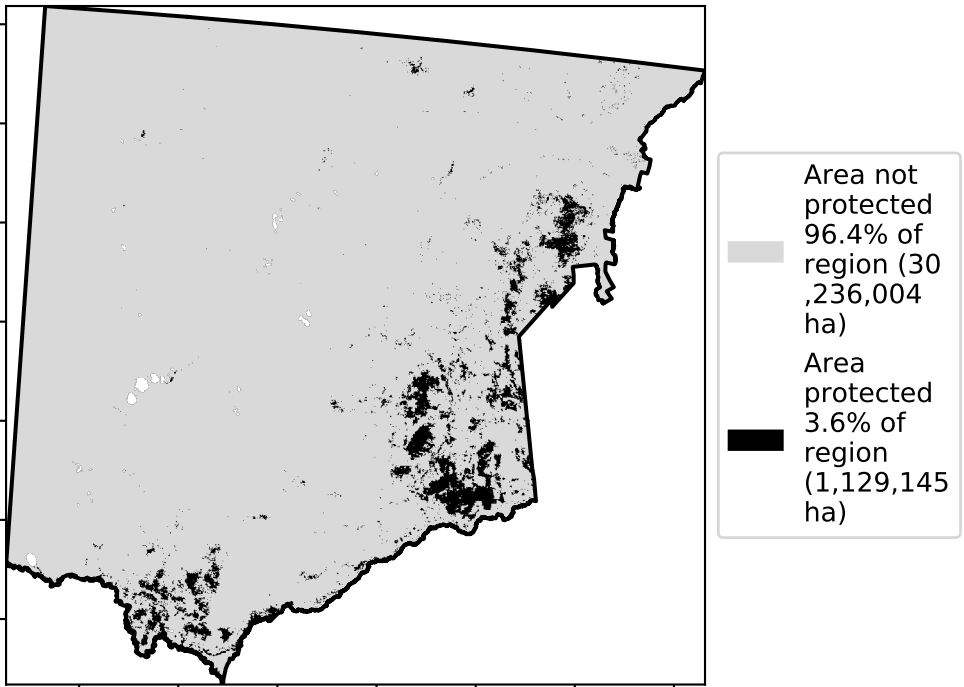 Area not
protected
96.4% of
region (30
,236,004
ha)
Area
protected
3.6% of
region
(1,129,145
ha)